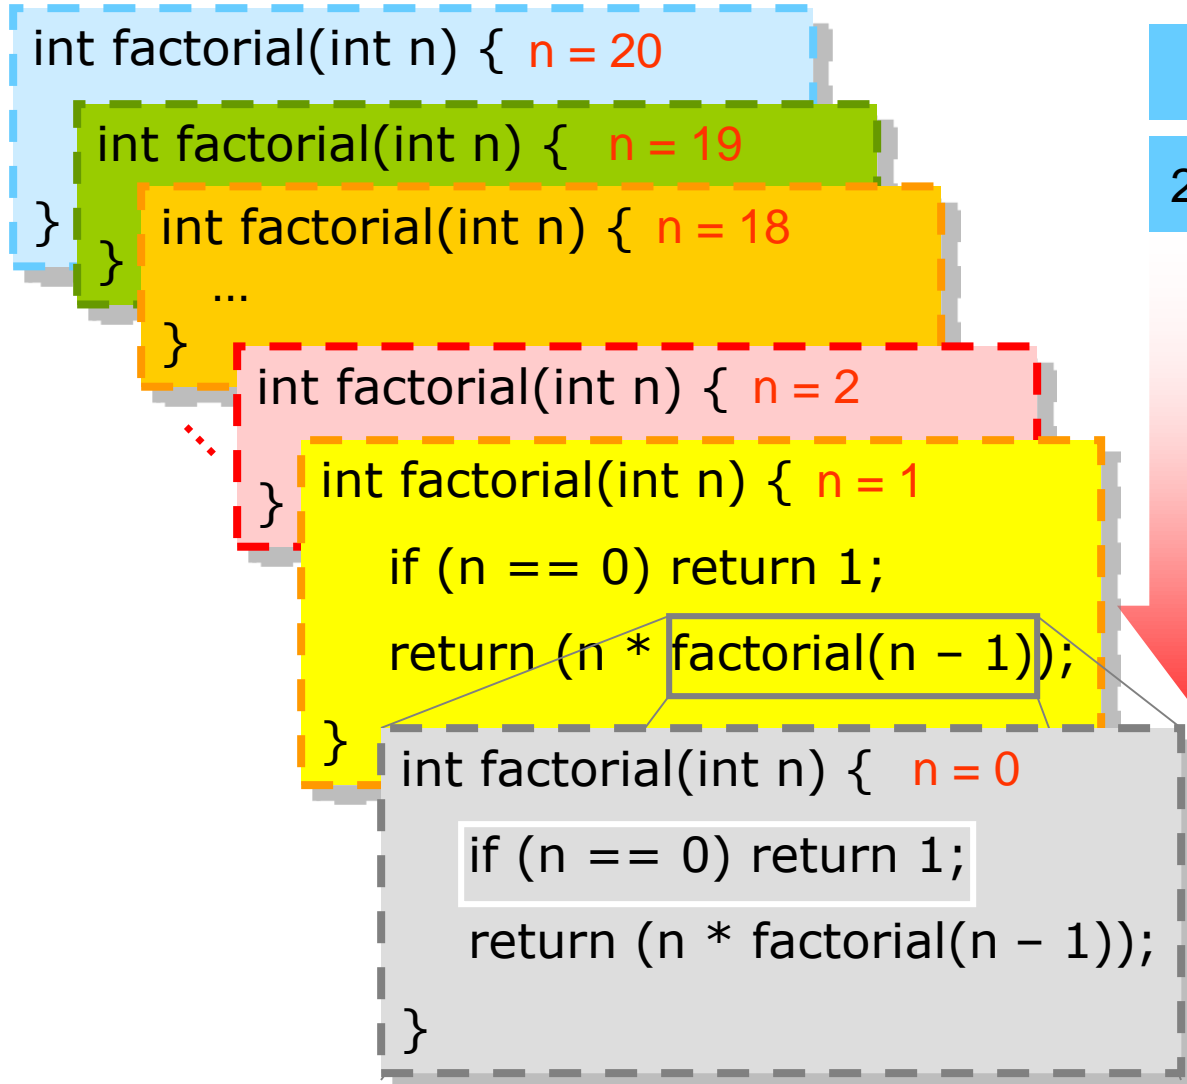 int factorial(int n) { n = 20
int factorial(int n) { n = 19
}
int factorial(int n) { n = 18
}
...
}
int factorial(int n) { n = 2
}
int factorial(int n) { n = 1
if (n == 0) return 1;
return (n * factorial(n – 1));
}
int factorial(int n) { n = 0
if (n == 0) return 1;
return (n * factorial(n – 1));
}
2